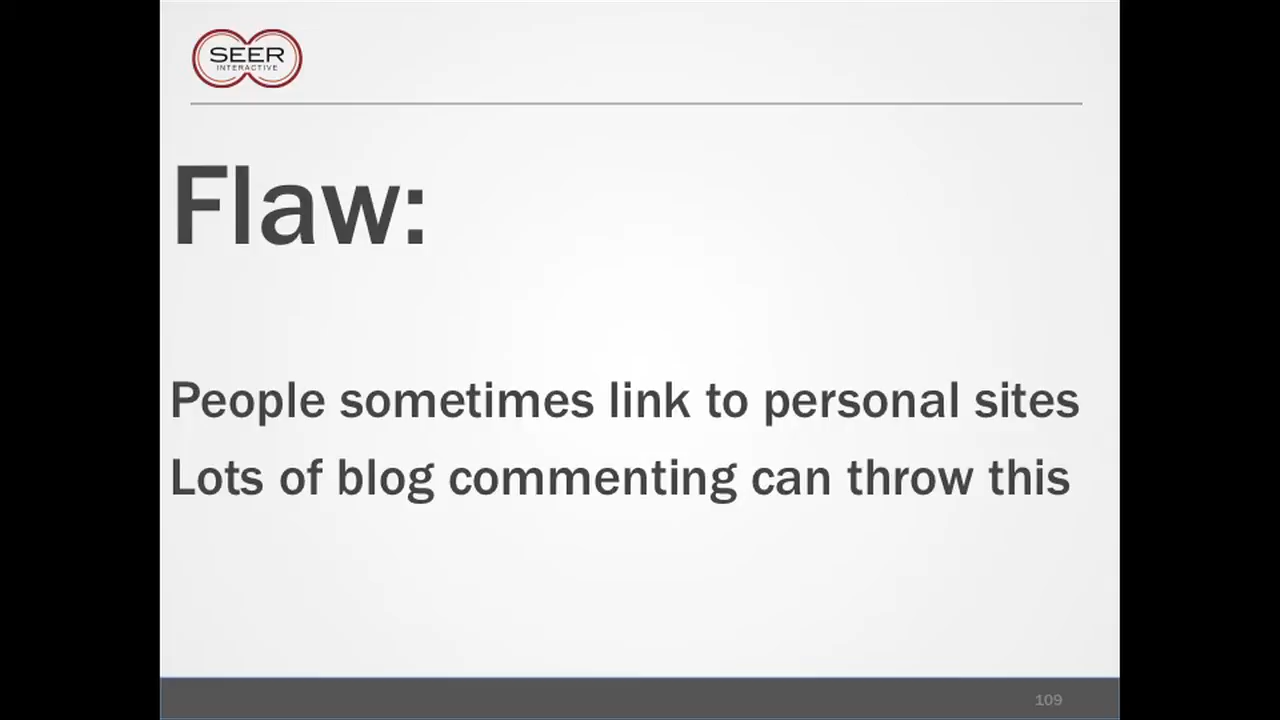 SEER
INTERACTIVE
Flaw:
People sometimes link to personal sites
Lots of blog commenting can throw this
109